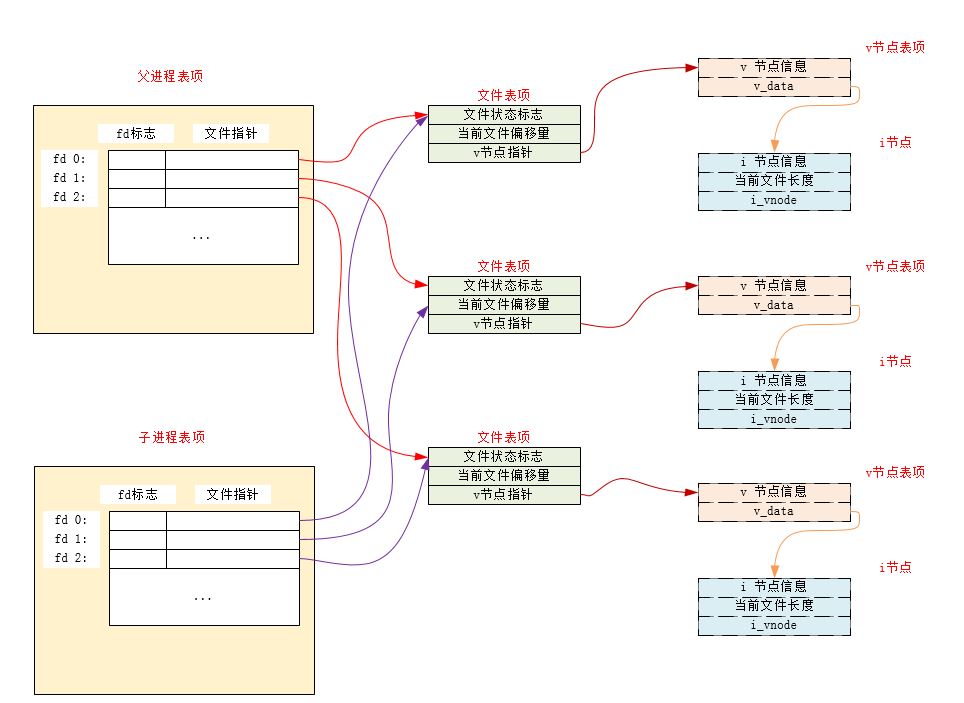 父进程表项
fd标志
文件指针
fd 0:
fd 1:
fd 2:
...
子进程表项
fd标志
文件指针
fd 0:
fd 1:
fd 2:
...
文件表项
文件状态标志
当前文件偏移量
v节点指针
文件表项
文件状态标志
当前文件偏移量
v节点指针
文件表项
文件状态标志
当前文件偏移量
v节点指针
v节点表项
v 节点信息
v_data
i节点
i 节点信息
当前文件长度
i_vnode
v节点表项
v 节点信息
v_data
i节点
i 节点信息
当前文件长度
i_vnode
v节点表项
v 节点信息
v_data
i节点
i 节点信息
当前文件长度
i_vnode